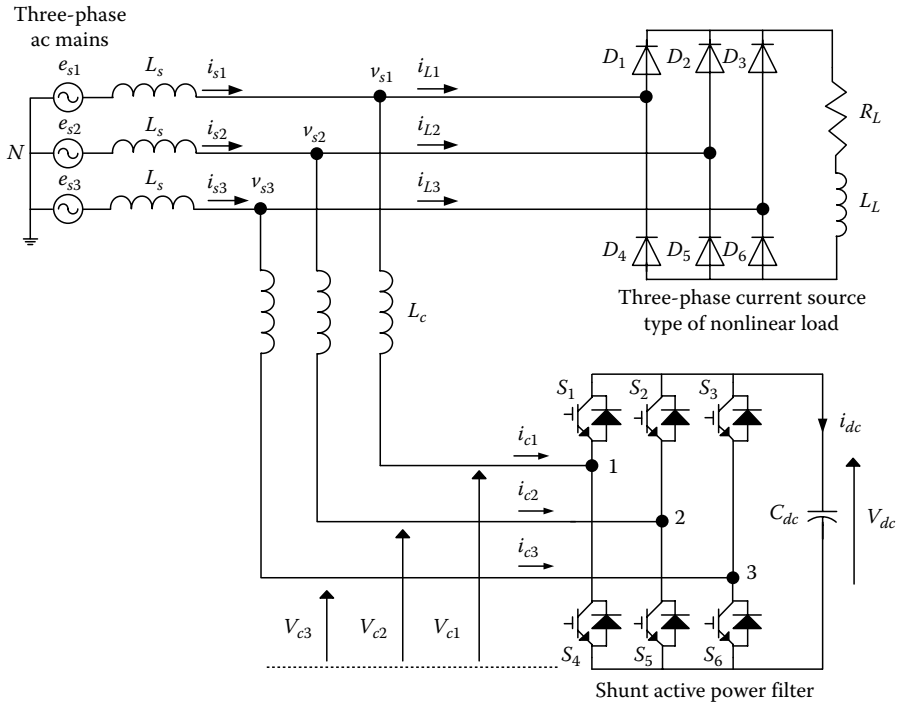 Three-phase
ac mains
e_s1
L_s
i_s1
v_s1
i_L1
e_s2
L_s
i_s2
v_s2
i_L2
N
e_s3
L_s
i_s3
v_s3
i_L3
D_1
D_2
D_3
R_L
L_L
D_4
D_5
D_6
Three-phase current source
type of nonlinear load
L_c
S_1
S_2
S_3
i_dc
i_c1
1
i_c2
2
C_dc
V_dc
i_c3
3
V_c3
V_c2
V_c1
S_4
S_5
S_6
Shunt active power filter